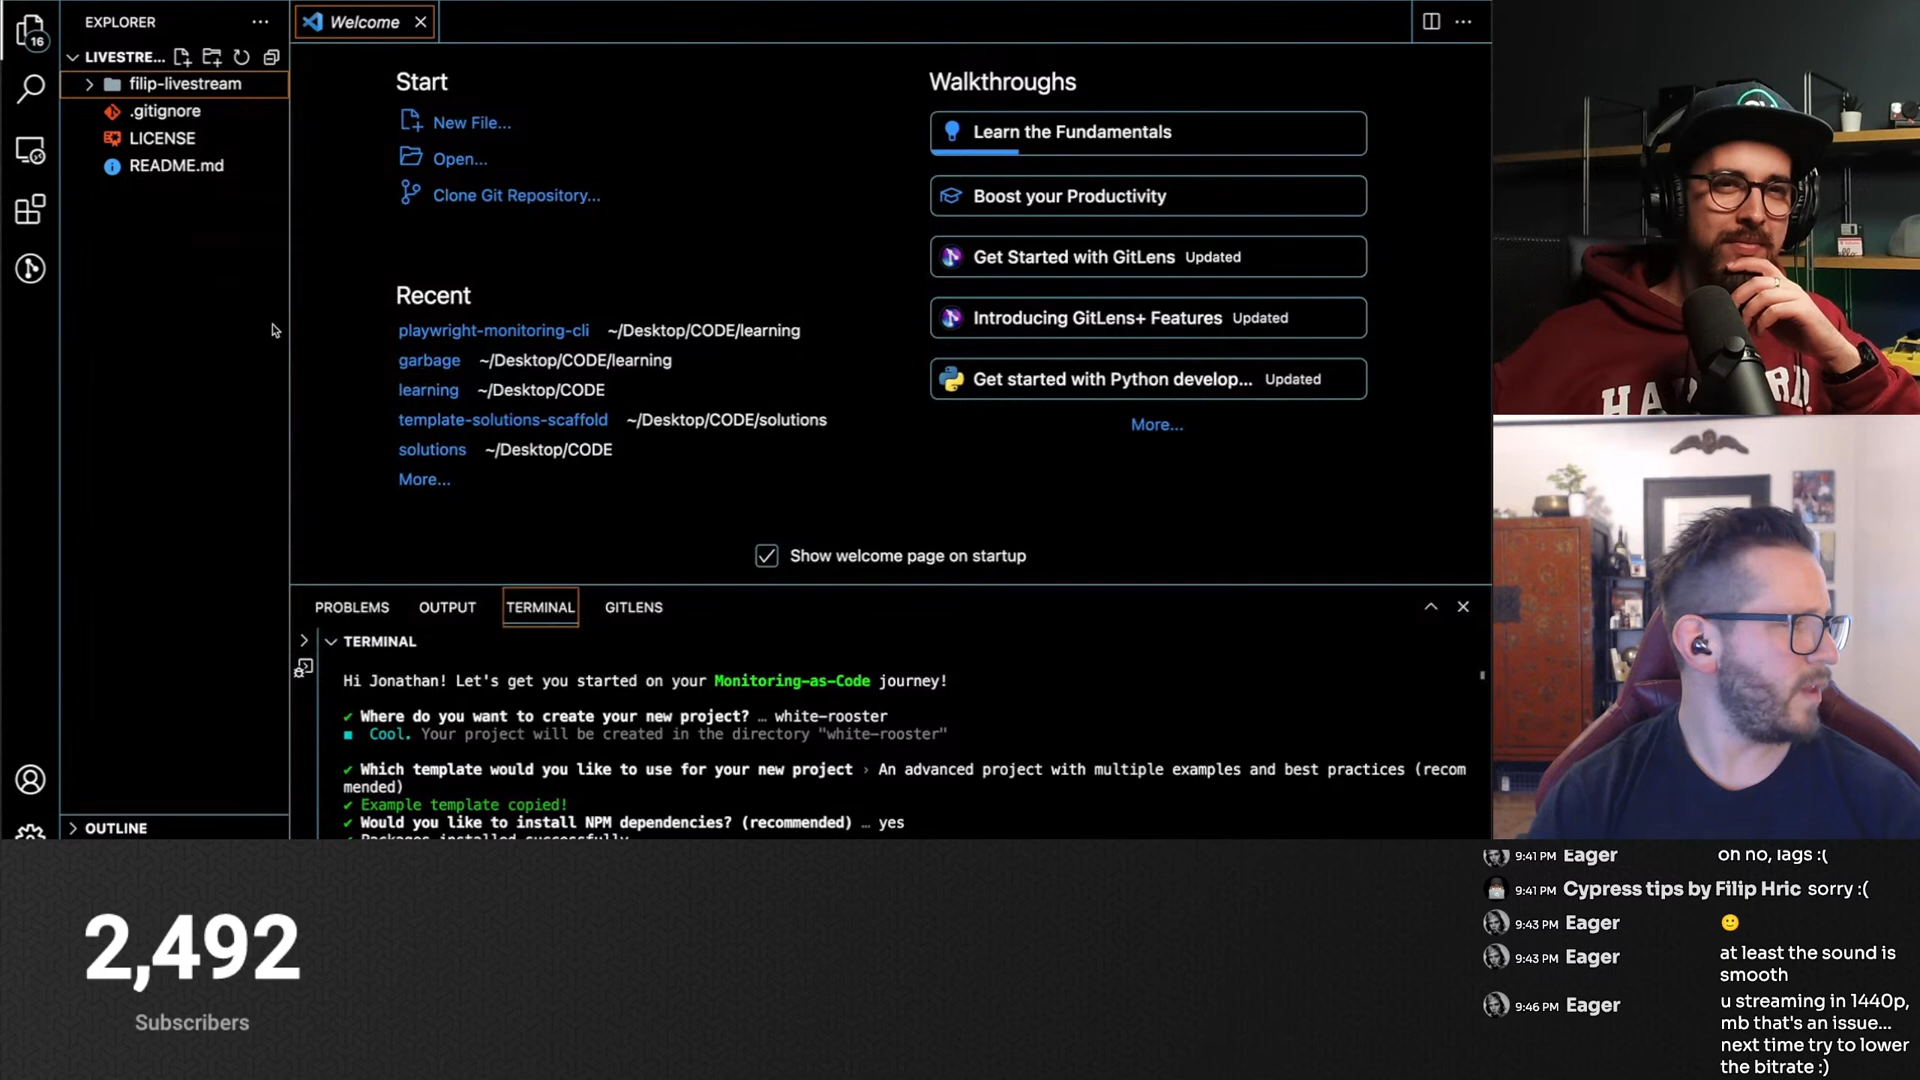 16
EXPLORER
LIVESTRE...
filip-livestream
.gitignore
LICENSE
README.md
OUTLINE
Welcome
Start
New File...
Open...
Clone Git Repository...
Recent
playwright-monitoring-cli ~/Desktop/CODE/learning
garbage ~/Desktop/CODE/learning
learning ~/Desktop/CODE
template-solutions-scaffold ~/Desktop/CODE/solutions
solutions ~/Desktop/CODE
More...
Walkthroughs
Learn the Fundamentals
Boost your Productivity
Get Started with GitLens Updated
Introducing GitLens+ Features Updated
Get started with Python develop... Updated
More...
Show welcome page on startup
PROBLEMS OUTPUT TERMINAL GITLENS
TERMINAL
Hi Jonathan! Let's get you started on your Monitoring-as-Code journey!
✔ Where do you want to create your new project? … white-rooster
■ Cool. Your project will be created in the directory "white-rooster"
✔ Which template would you like to use for your new project › An advanced project with multiple examples and best practices (recom
mended)
✔ Example template copied!
✔ Would you like to install NPM dependencies? (recommended) … yes
✔ Packages installed successfully
2,492
Subscribers
9:41 PM Eager oh no, lags :(
9:41 PM Cypress tips by Filip Hric sorry :(
9:43 PM Eager 🙂
9:43 PM Eager at least the sound is
smooth
9:46 PM Eager u streaming in 1440p,
mb that's an issue...
next time try to lower
the bitrate :)